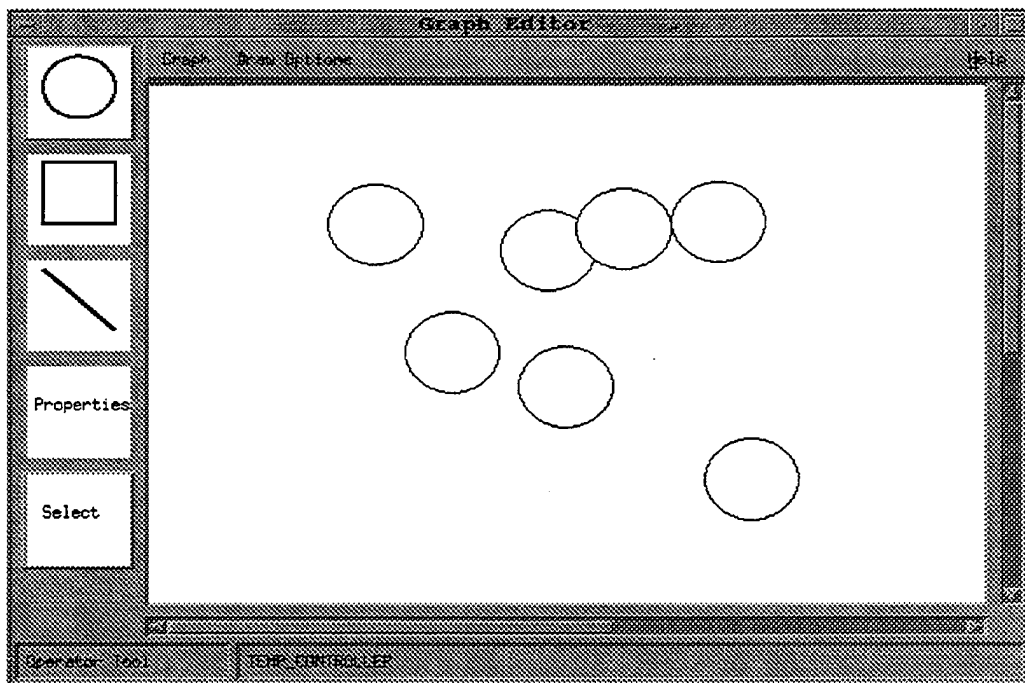 Graph Editor
Graph Draw Options Help
Properties
Select
Operator Tool TEMP_CONTROLLER